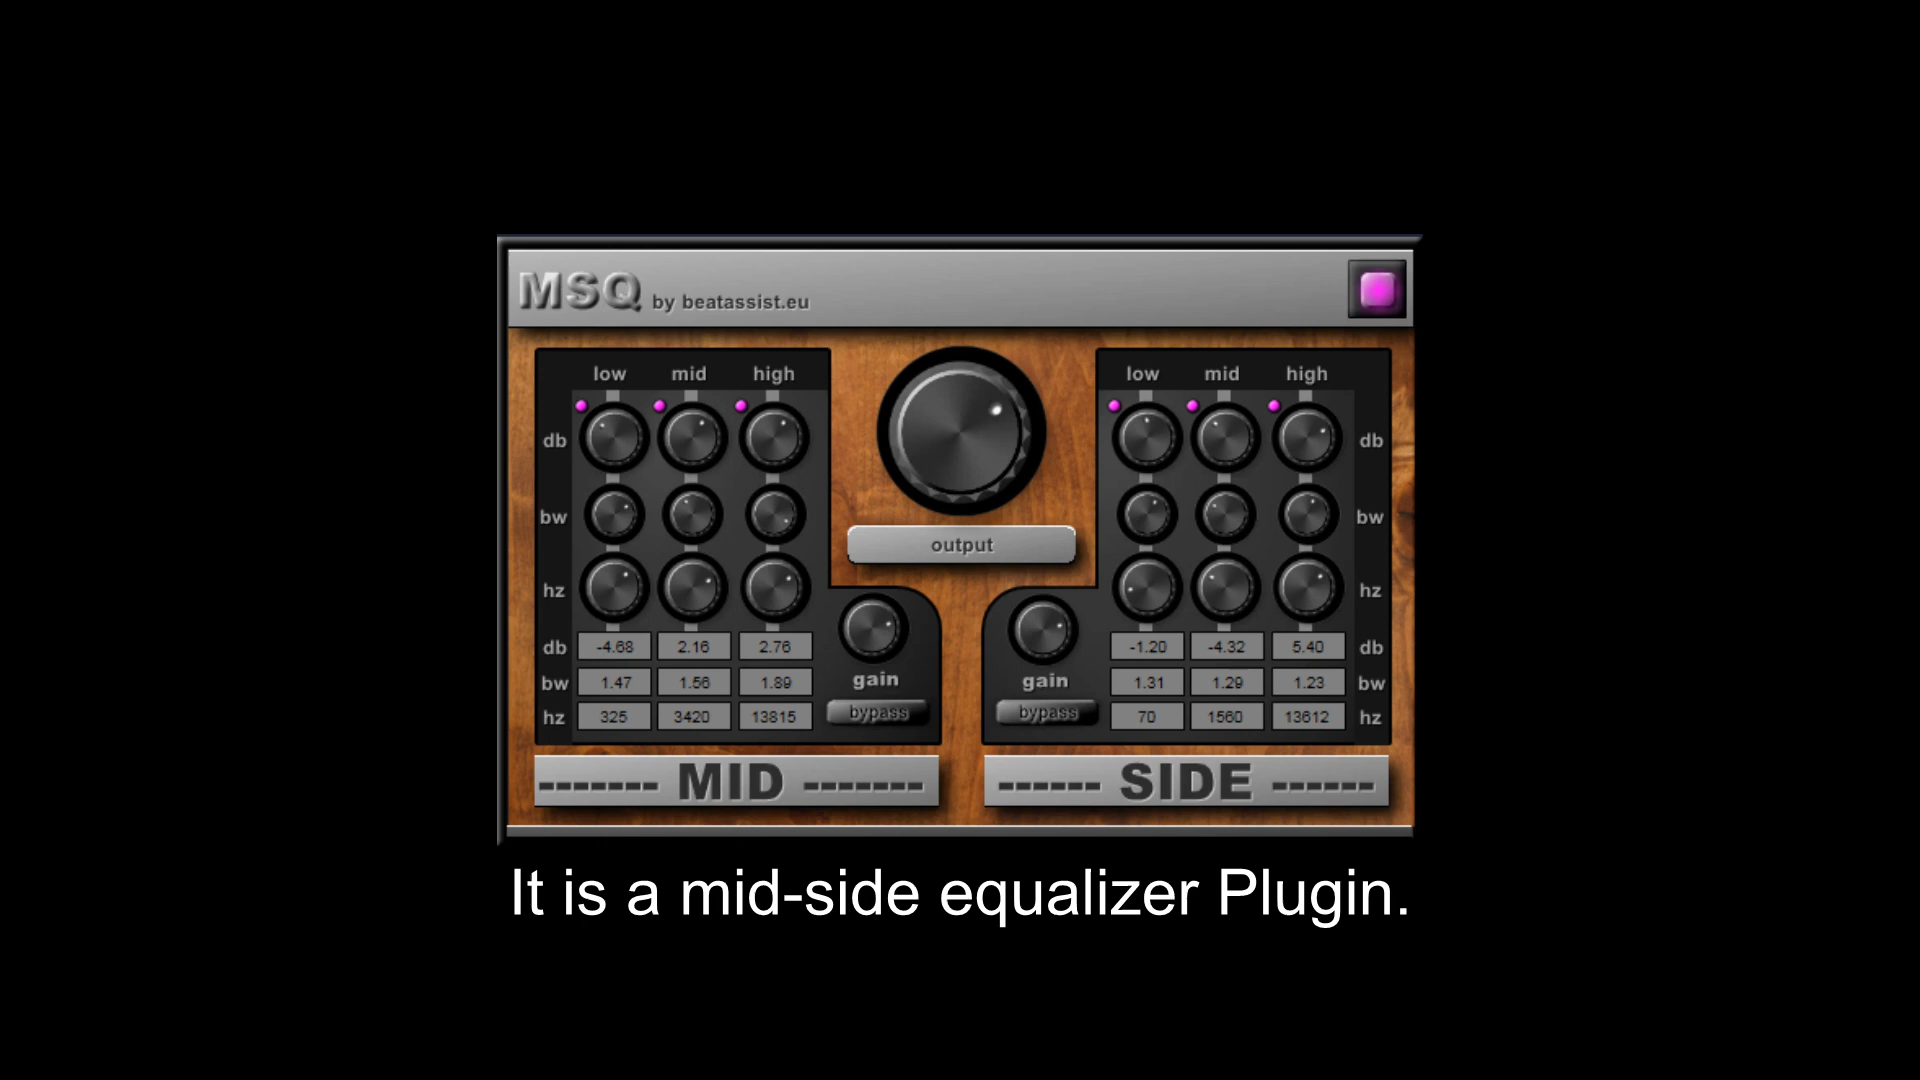 MSQ by beatassist.eu
low mid high
low mid high
db
db
bw
bw
output
hz
hz
db -4.68 2.16 2.76
-1.20 -4.32 5.40 db
gain
gain
bw 1.47 1.56 1.89
1.31 1.29 1.23 bw
bypass
bypass
hz 325 3420 13815
70 1560 13612 hz
------- MID -------
------ SIDE ------
It is a mid-side equalizer Plugin.